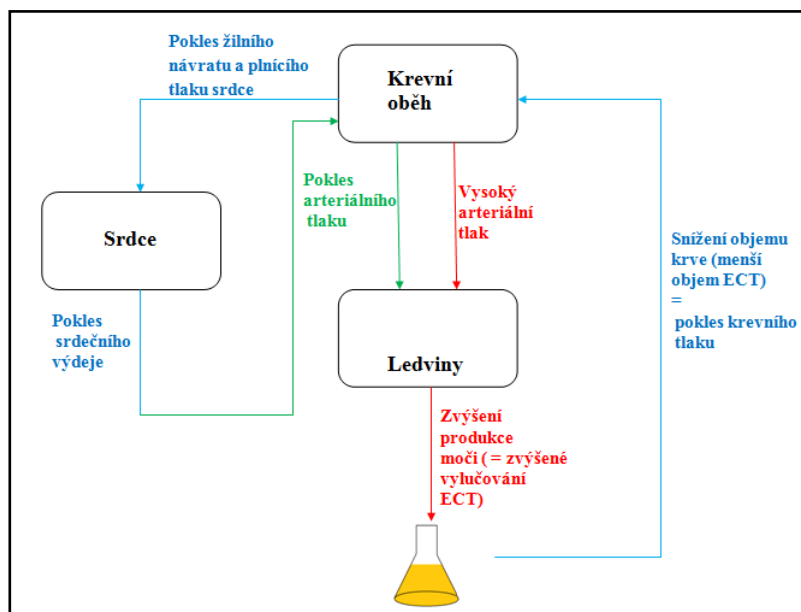 Pokles žilního
návratu a plnícího
tlaku srdce
Krevní
oběh
Pokles
arteriálního
tlaku
Vysoký
arteriální
tlak
Srdce
Snížení objemu
krve (menší
objem ECT)
=
pokles krevního
tlaku
Pokles
srdečního
výdeje
Ledviny
Zvýšení
produkce
moči ( = zvýšené
vylučování
ECT)